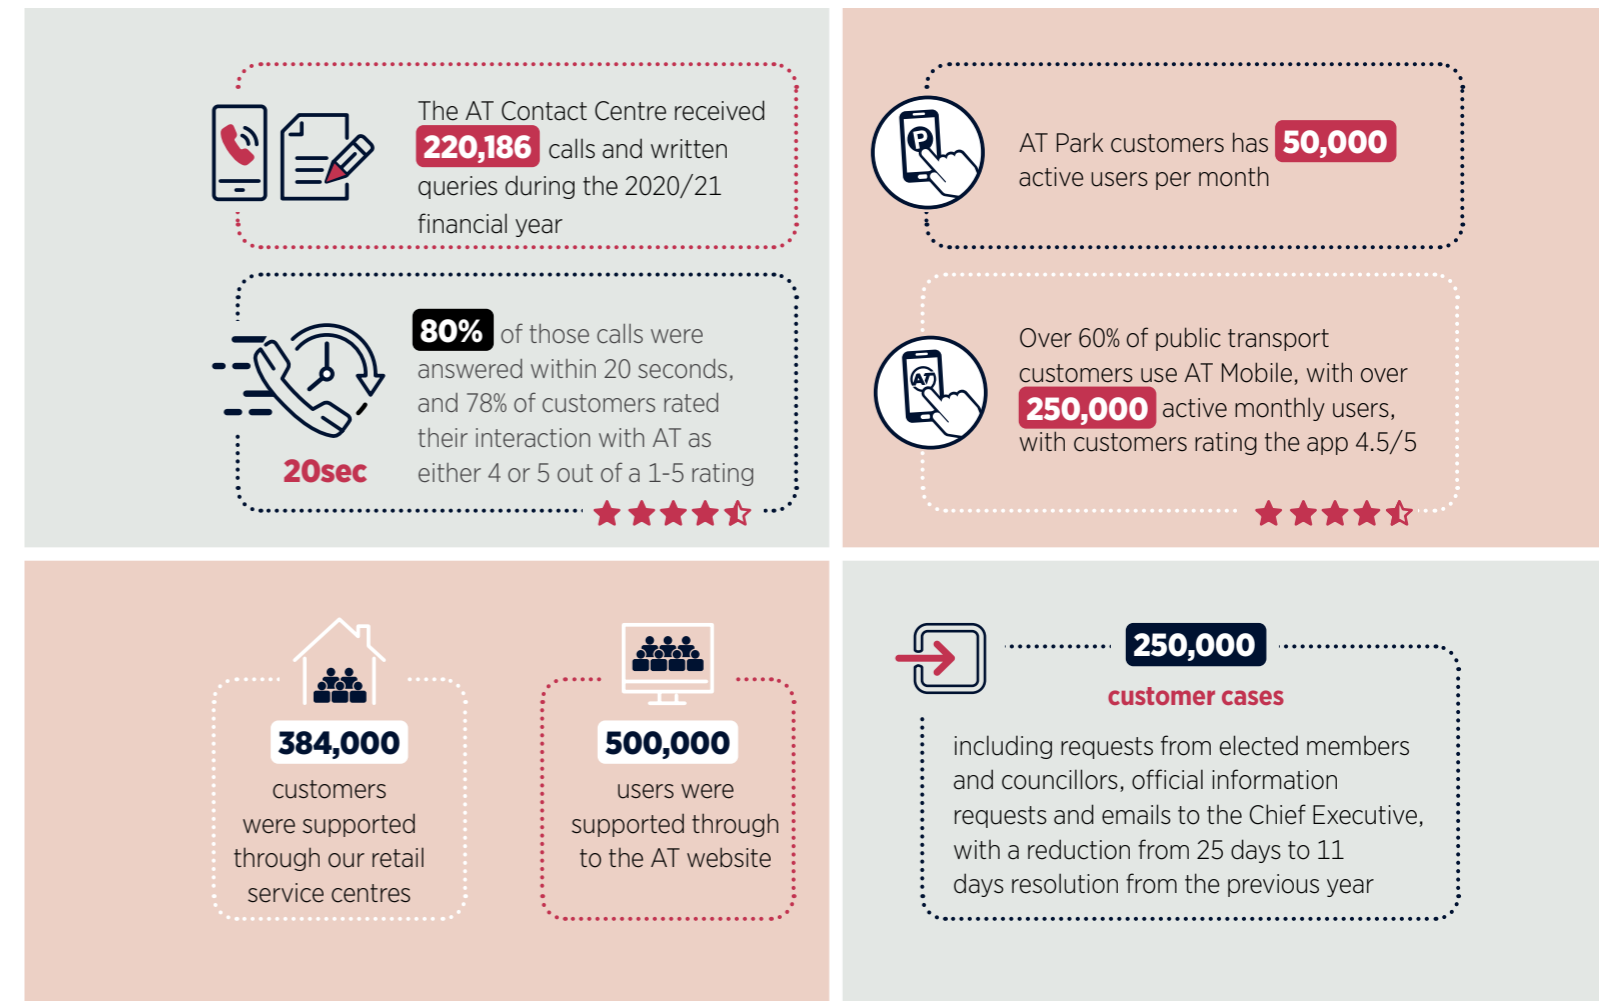 The AT Contact Centre received
220,186 calls and written
queries during the 2020/21
financial year
80% of those calls were
answered within 20 seconds,
and 78% of customers rated
their interaction with AT as
either 4 or 5 out of a 1-5 rating
20sec
P
AT Park customers has 50,000
active users per month
AT
Over 60% of public transport
customers use AT Mobile, with over
250,000 active monthly users,
with customers rating the app 4.5/5
384,000
customers
were supported
through our retail
service centres
500,000
users were
supported through
to the AT website
250,000
customer cases
including requests from elected members
and councillors, official information
requests and emails to the Chief Executive,
with a reduction from 25 days to 11
days resolution from the previous year